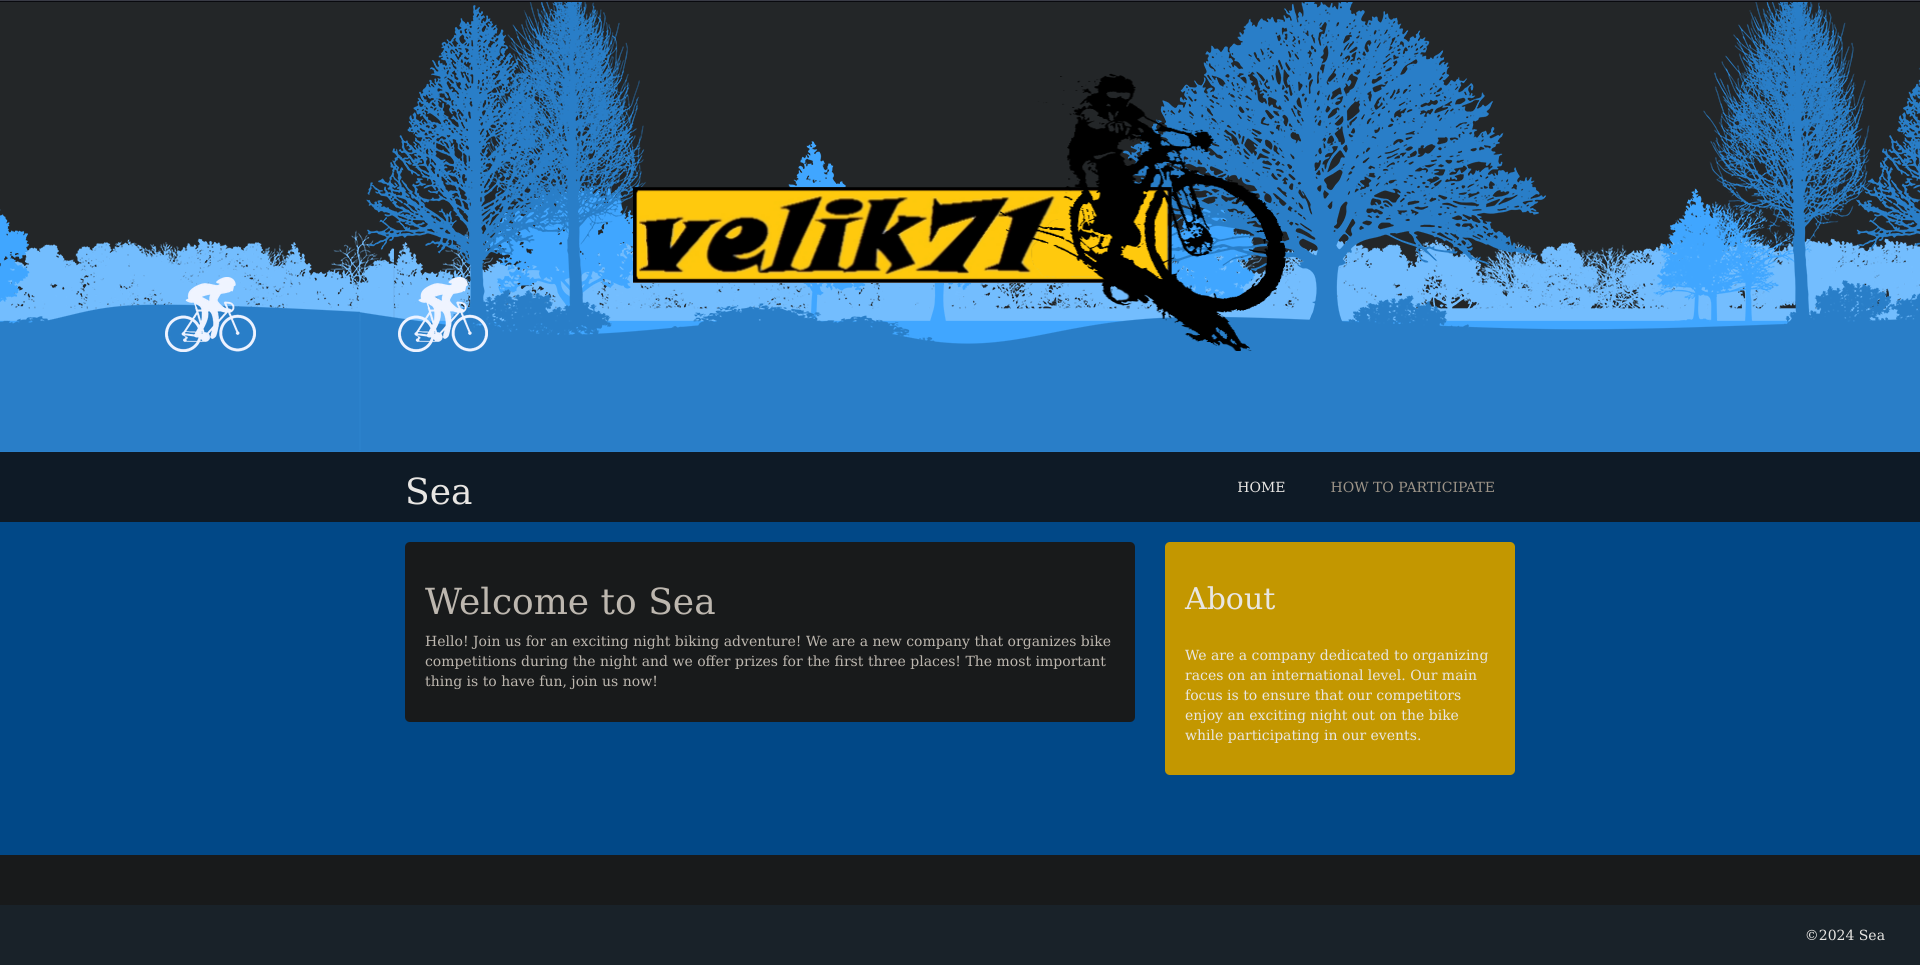 velik71
Sea
HOME
HOW TO PARTICIPATE
Welcome to Sea
Hello! Join us for an exciting night biking adventure! We are a new company that organizes bike
competitions during the night and we offer prizes for the first three places! The most important
thing is to have fun, join us now!
About
We are a company dedicated to organizing
races on an international level. Our main
focus is to ensure that our competitors
enjoy an exciting night out on the bike
while participating in our events.
©2024 Sea